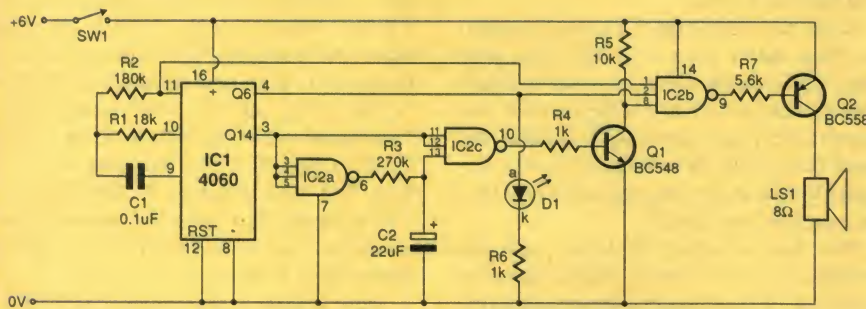 +6V
SW1
R2
180k
R1 18k
C1
0.1uF
16
+
11
10
9
IC1
4060
Q6
Q14
RST
-
12
8
4
3
3
4
5
IC2a
6
7
R3
270k
C2
22uF
+
11
12
13
IC2c
10
R4
1k
a
D1
k
R6
1k
R5
10k
Q1
BC548
1
2
8
14
IC2b
9
R7
5.6k
Q2
BC558
LS1
8Ω
0V